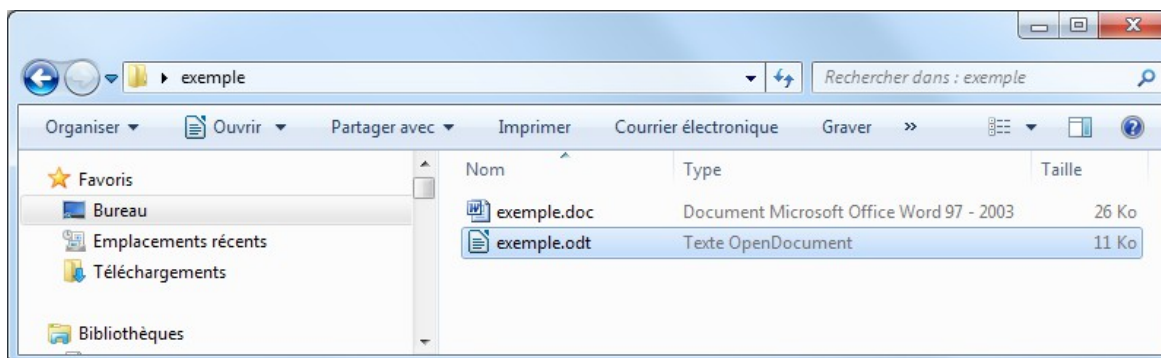 exemple
Rechercher dans : exemple
Organiser
Ouvrir
Partager avec
Imprimer
Courrier électronique
Graver
»
Nom
Type
Taille
Favoris
Bureau
Emplacements récents
Téléchargements
Bibliothèques
exemple.doc Document Microsoft Office Word 97 - 2003 26 Ko
exemple.odt Texte OpenDocument 11 Ko